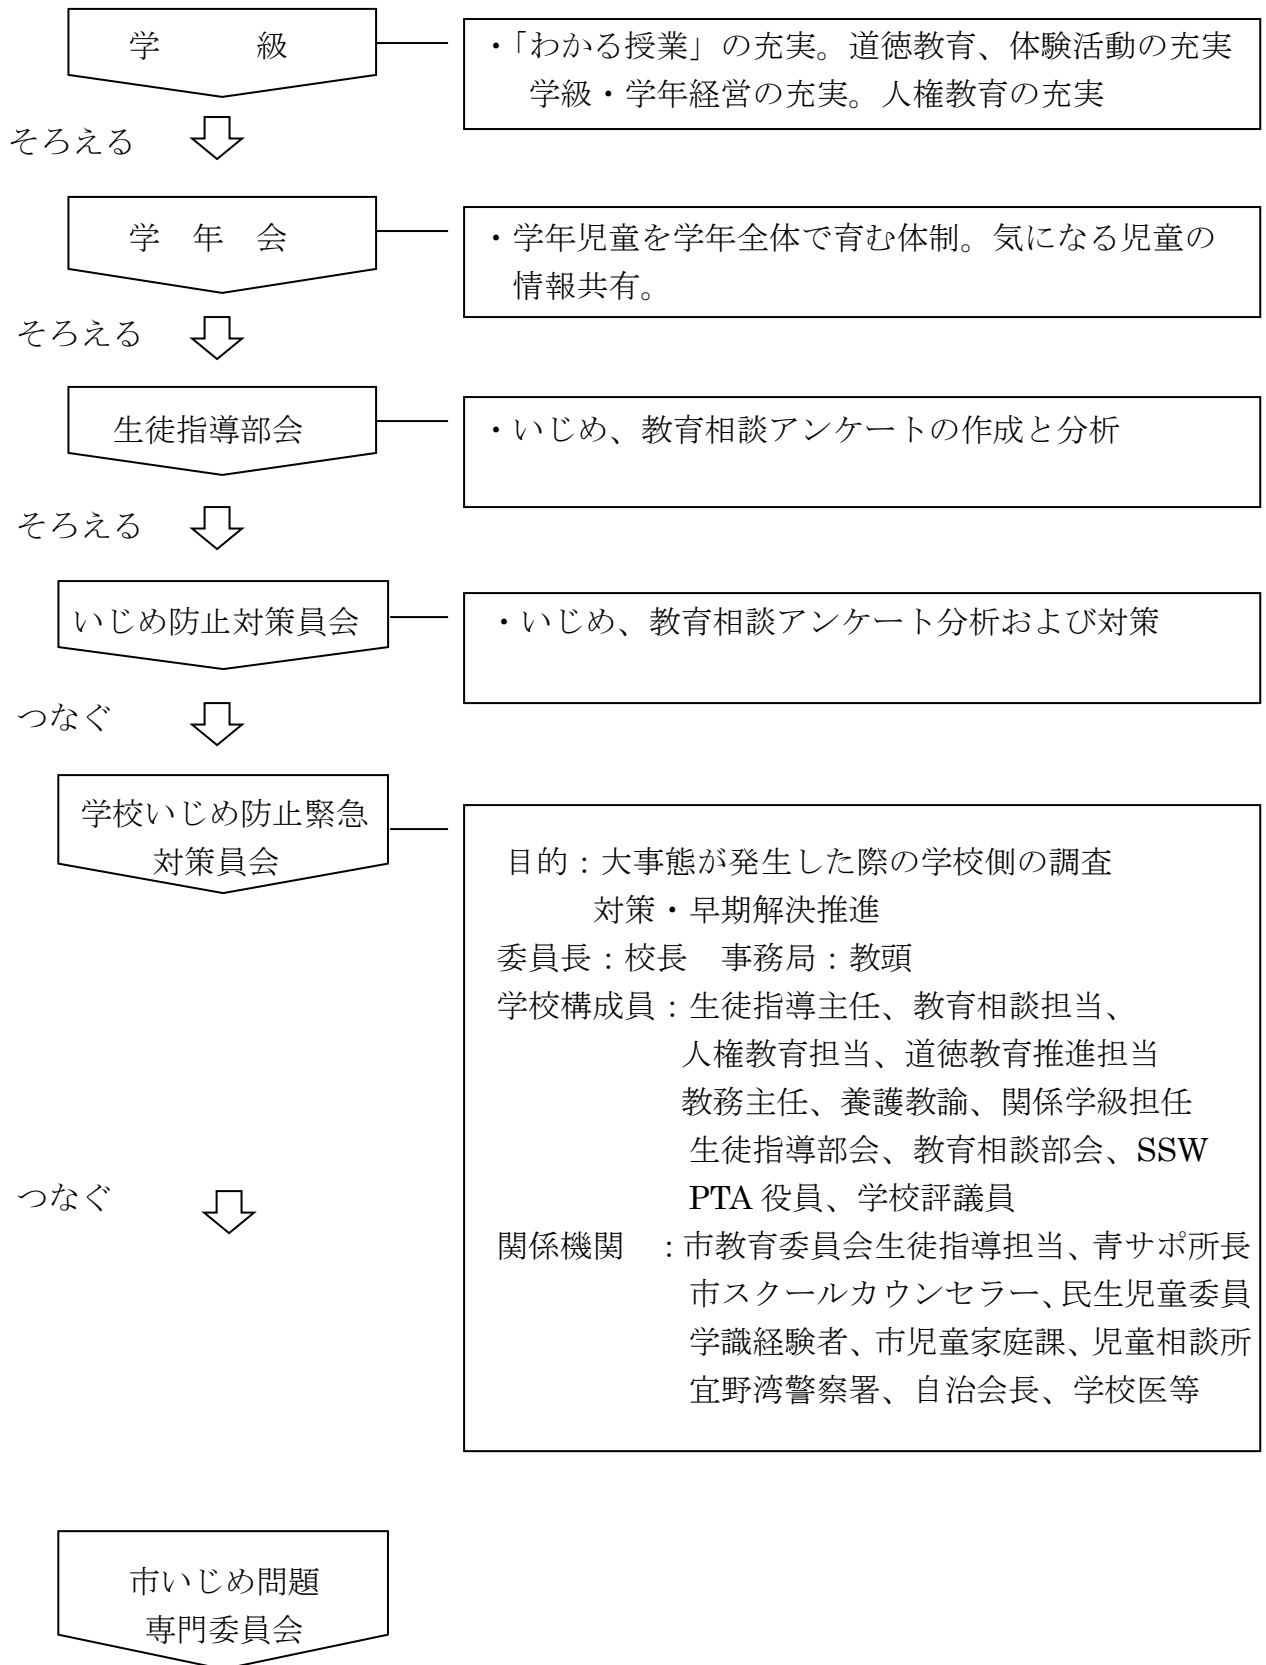 学　　　級
・「わかる授業」の充実。道徳教育、体験活動の充実
学級・学年経営の充実。人権教育の充実
そろえる
学　年　会
・学年児童を学年全体で育む体制。気になる児童の
情報共有。
そろえる
生徒指導部会
・いじめ、教育相談アンケートの作成と分析
そろえる
いじめ防止対策員会
・いじめ、教育相談アンケート分析および対策
つなぐ
学校いじめ防止緊急
対策員会
目的：大事態が発生した際の学校側の調査
対策・早期解決推進
委員長：校長　事務局：教頭
学校構成員：生徒指導主任、教育相談担当、
人権教育担当、道徳教育推進担当
教務主任、養護教諭、関係学級担任
生徒指導部会、教育相談部会、SSW
PTA 役員、学校評議員
つなぐ
関係機関　：市教育委員会生徒指導担当、青サポ所長
市スクールカウンセラー、民生児童委員
学識経験者、市児童家庭課、児童相談所
宜野湾警察署、自治会長、学校医等
市いじめ問題
専門委員会